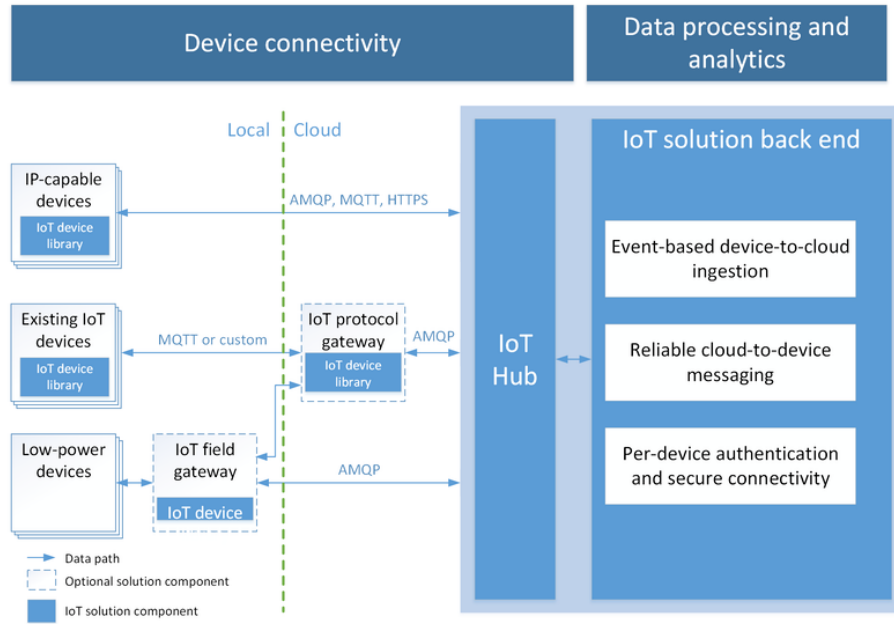 Device connectivity
Data processing and
analytics
Local
Cloud
IoT solution back end
IP-capable
devices
IoT device
library
AMQP, MQTT, HTTPS
Event-based device-to-cloud
ingestion
Existing IoT
devices
IoT device
library
MQTT or custom
IoT protocol
gateway
IoT device
library
AMQP
IoT
Hub
Reliable cloud-to-device
messaging
Low-power
devices
IoT field
gateway
IoT device
AMQP
Per-device authentication
and secure connectivity
Data path
Optional solution component
IoT solution component